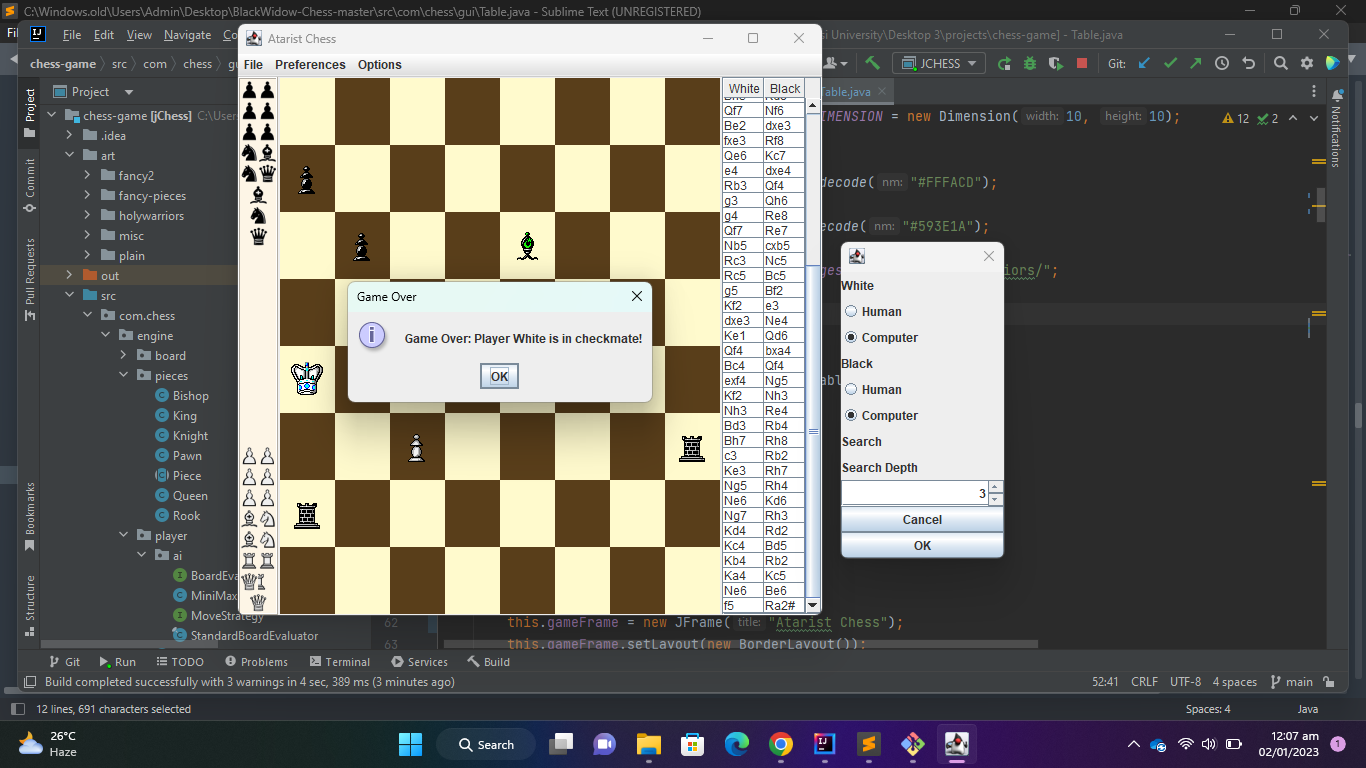 C:\Windows.old\Users\Admin\Desktop\BlackWidow-Chess-master\src\com\chess\gui\Table.java - Sublime Text (UNREGISTERED)
File Edit View Navigate
Atarist Chess
si University\Desktop 3\projects\chess-game] - Table.java
chess-game src com chess
JCHESS
Git:
File Preferences Options
Project
Table.java
chess-game [jChess] C:\User
.idea
art
fancy2
fancy-pieces
holywarriors
misc
plain
out
src
com.chess
engine
board
pieces
Bishop
King
Knight
Pawn
Piece
Queen
Rook
player
ai
BoardEva
MiniMax
MoveStrategy
StandardBoardEvaluator
Project
Commit
Pull Requests
Bookmarks
Structure
Notifications
White Black
Qf7 Nf6
Be2 dxe3
fxe3 Rf8
Qe6 Kc7
e4 dxe4
Rb3 Qf4
g3 Qh6
g4 Re8
Qf7 Re7
Nb5 cxb5
Rc3 Nc5
Rc5 Bc5
g5 Bf2
Kf2 e3
dxe3 Ne4
Ke1 Qd6
Qf4 bxa4
Bc4 Qf4
exf4 Ng5
Kf2 Nh3
Nh3 Re4
Bd3 Rb4
Bh7 Rh8
c3 Rb2
Ke3 Rh7
Ng5 Rh4
Ne6 Kd6
Ng7 Rh3
Kd4 Rd2
Kc4 Bd5
Kb4 Rb2
Ka4 Kc5
Ne6 Be6
f5 Ra2#
Game Over
Game Over: Player White is in checkmate!
OK
IMENSION = new Dimension( width: 10, height: 10);
12 2
decode( nm: "#FFFACD");
ecode( nm: "#593E1A");
iors/";
White
Human
Computer
Black
Human
Computer
Search
Search Depth
3
Cancel
OK
62 this.gameFrame = new JFrame( title: "Atarist Chess");
63 this.gameFrame.setLayout(new BorderLayout());
Git Run TODO Problems Terminal Services Build
Build completed successfully with 3 warnings in 4 sec, 389 ms (3 minutes ago)
52:41 CRLF UTF-8 4 spaces main
12 lines, 691 characters selected
Spaces: 4 Java
26°C
Haze
Search
12:07 am
02/01/2023
1